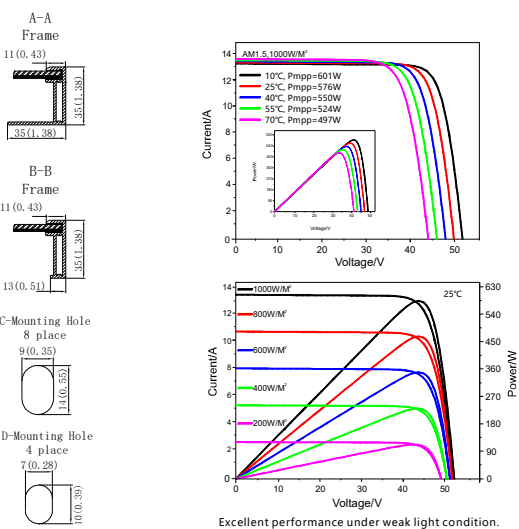 A-A
Frame
11(0.43)
35(1.38)
35(1.38)
B-B
Frame
11(0.43)
35(1.38)
13(0.51)
C-Mounting Hole
8 place
9(0.35)
14(0.55)
D-Mounting Hole
4 place
7(0.28)
10(0.39)
AM1.5,1000W/M²
10℃, Pmpp=601W
25℃, Pmpp=576W
40℃, Pmpp=550W
55℃, Pmpp=524W
70℃, Pmpp=497W
14
12
10
8
6
4
2
0
Current/A
0 10 20 30 40 50
Voltage/V
Power/W
0 10 20 30 40 50
Voltage/V
1000W/M²
800W/M²
600W/M²
400W/M²
200W/M²
25℃
14
12
10
8
6
4
2
0
Current/A
630
540
450
360
270
180
90
0
Power/W
0 10 20 30 40 50
Voltage/V
Excellent performance under weak light condition.